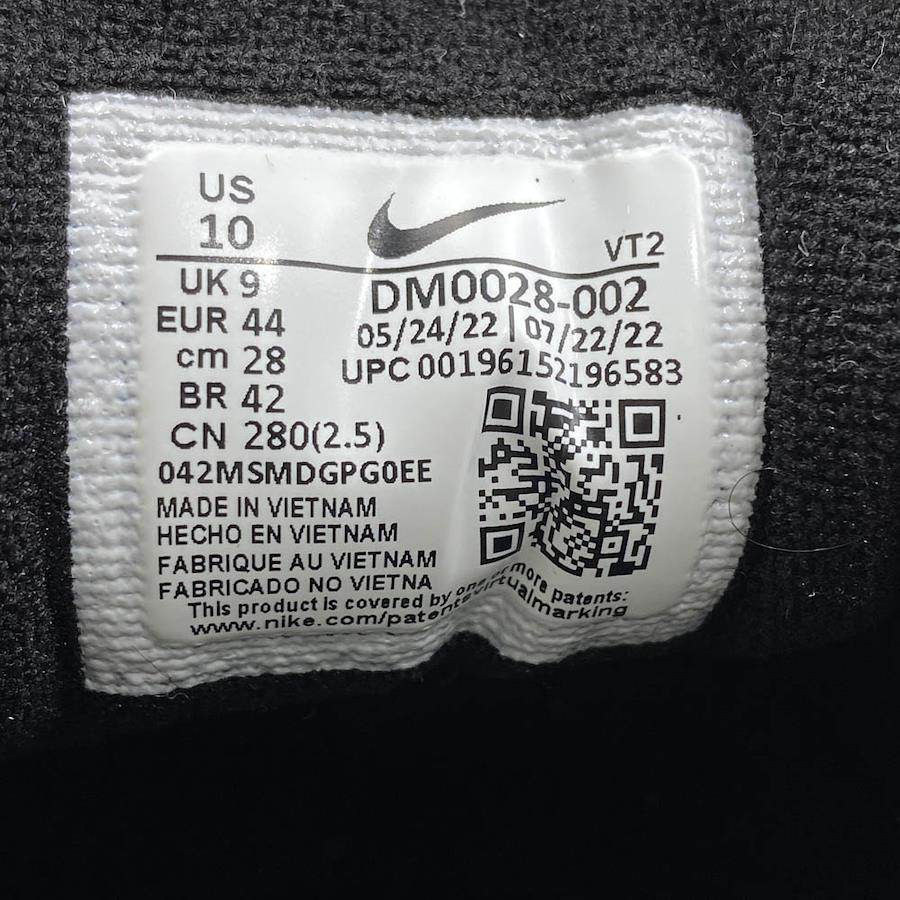 US
10
VT2
UK 9
EUR 44
cm 28
BR 42
CN 280(2.5)
DM0028-002
05/24/22 | 07/22/22
UPC 00196152196583
042MSMDGPG0EE
MADE IN VIETNAM
HECHO EN VIETNAM
FABRIQUE AU VIETNAM
FABRICADO NO VIETNA
This product is covered by one or more patents:
www.nike.com/patentsvirtualmarking